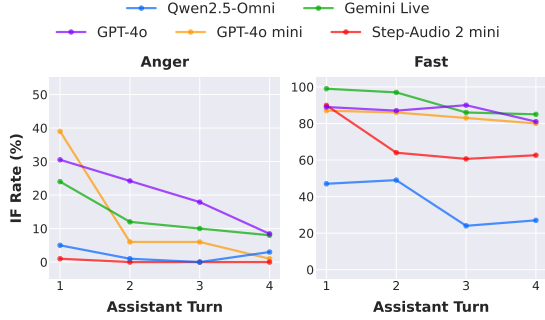 Qwen2.5-Omni Gemini Live
GPT-4o GPT-4o mini Step-Audio 2 mini
Anger
Fast
IF Rate (%)
50
40
30
20
10
0
1 2 3 4
Assistant Turn
100
80
60
40
20
0
1 2 3 4
Assistant Turn